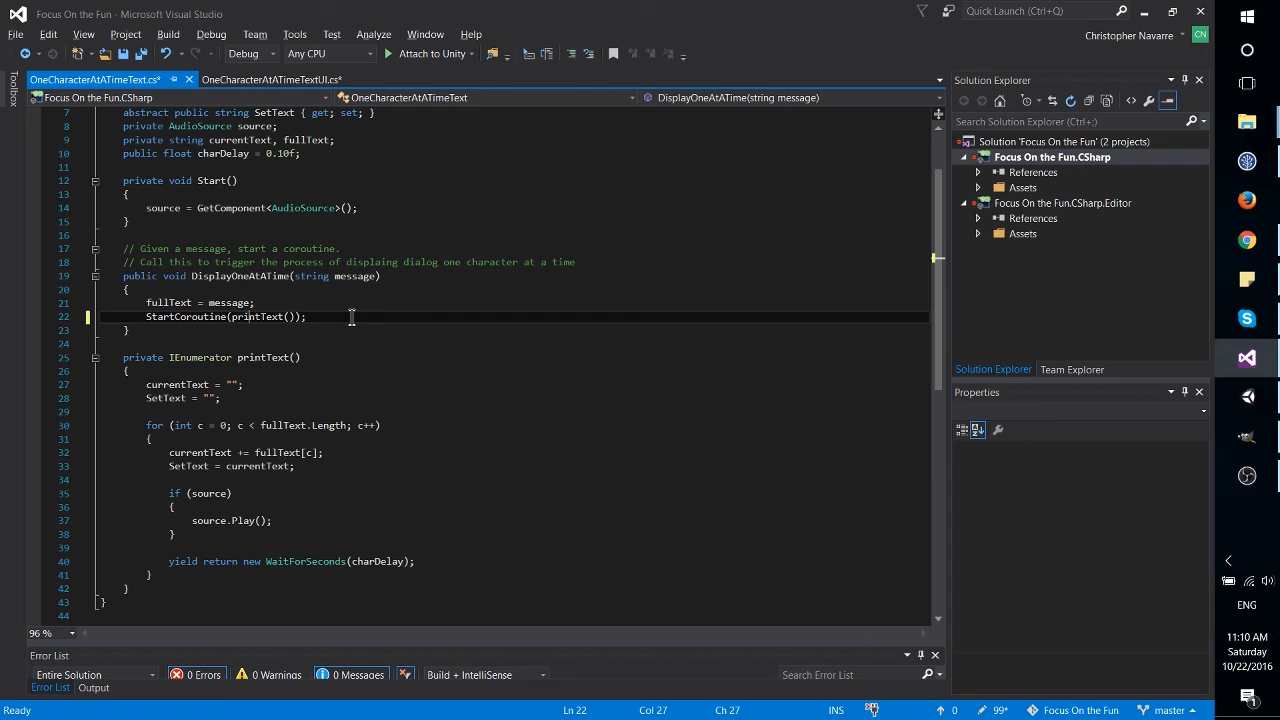 Focus On the Fun - Microsoft Visual Studio
Quick Launch (Ctrl+Q)
File Edit View Project Build Debug Team Tools Test Analyze Window Help
Christopher Navarre CN
Debug Any CPU Attach to Unity
Toolbox
OneCharacterAtATimeText.cs* OneCharacterAtATimeTextUI.cs*
Focus On the Fun.CSharp OneCharacterAtATimeText DisplayOneAtATime(string message)
7 abstract public string SetText { get; set; }
8 private AudioSource source;
9 private string currentText, fullText;
10 public float charDelay = 0.10f;
11
12 private void Start()
13 {
14 source = GetComponent<AudioSource>();
15 }
16
17 // Given a message, start a coroutine.
18 // Call this to trigger the process of displaing dialog one character at a time
19 public void DisplayOneAtATime(string message)
20 {
21 fullText = message;
22 StartCoroutine(printText());
23 }
24
25 private IEnumerator printText()
26 {
27 currentText = "";
28 SetText = "";
29
30 for (int c = 0; c < fullText.Length; c++)
31 {
32 currentText += fullText[c];
33 SetText = currentText;
34
35 if (source)
36 {
37 source.Play();
38 }
39
40 yield return new WaitForSeconds(charDelay);
41 }
42 }
43 }
44
96 %
Solution Explorer
Search Solution Explorer (Ctrl+;)
Solution 'Focus On the Fun' (2 projects)
Focus On the Fun.CSharp
References
Assets
Focus On the Fun.CSharp.Editor
References
Assets
Solution Explorer Team Explorer
Properties
Error List
Entire Solution 0 Errors 0 Warnings 0 Messages Build + IntelliSense Search Error List
Error List Output
Ready Ln 22 Col 27 Ch 27 INS 0 99* Focus On the Fun master
ENG
11:10 AM
Saturday
10/22/2016
1